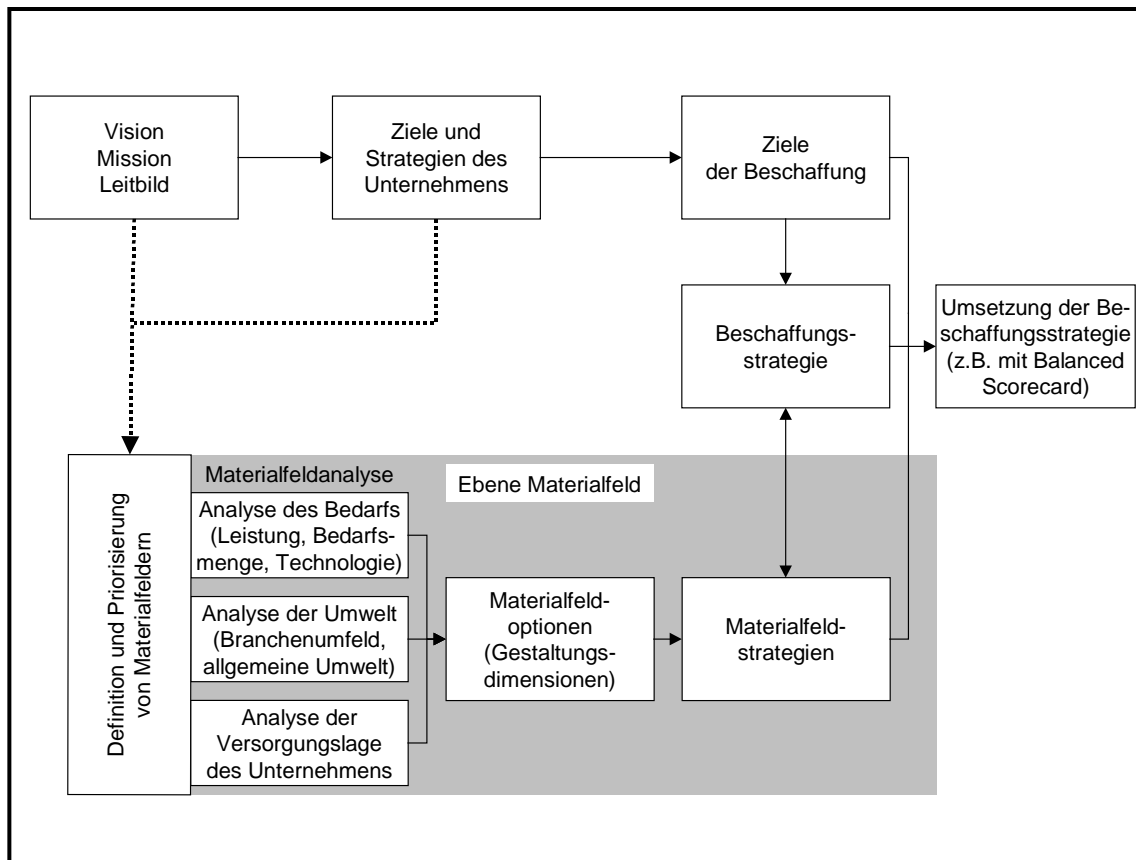 Vision
Mission
Leitbild
Ziele und
Strategien des
Unternehmens
Ziele
der Beschaffung
Beschaffungs-
strategie
Umsetzung der Be-
schaffungsstrategie
(z.B. mit Balanced
Scorecard)
Definition und Priorisierung
von Materialfeldern
Materialfeldanalyse
Ebene Materialfeld
Analyse des Bedarfs
(Leistung, Bedarfs-
menge, Technologie)
Analyse der Umwelt
(Branchenumfeld,
allgemeine Umwelt)
Analyse der
Versorgungslage
des Unternehmens
Materialfeld-
optionen
(Gestaltungs-
dimensionen)
Materialfeld-
strategien